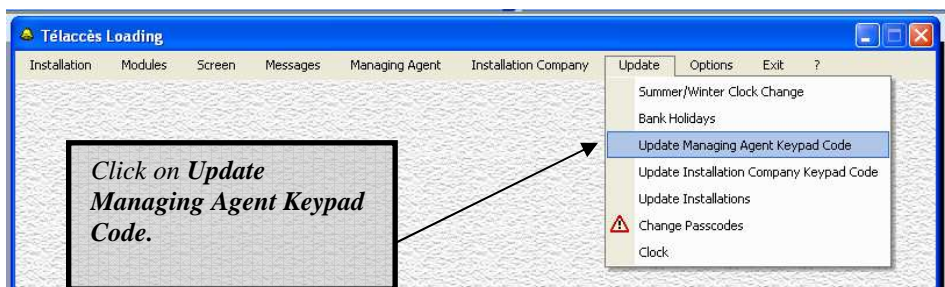 Télaccès Loading
Installation Modules Screen Messages Managing Agent Installation Company Update Options Exit ?
Summer/Winter Clock Change
Bank Holidays
Update Managing Agent Keypad Code
Update Installation Company Keypad Code
Update Installations
Change Passcodes
Clock
Click on Update
Managing Agent Keypad
Code.